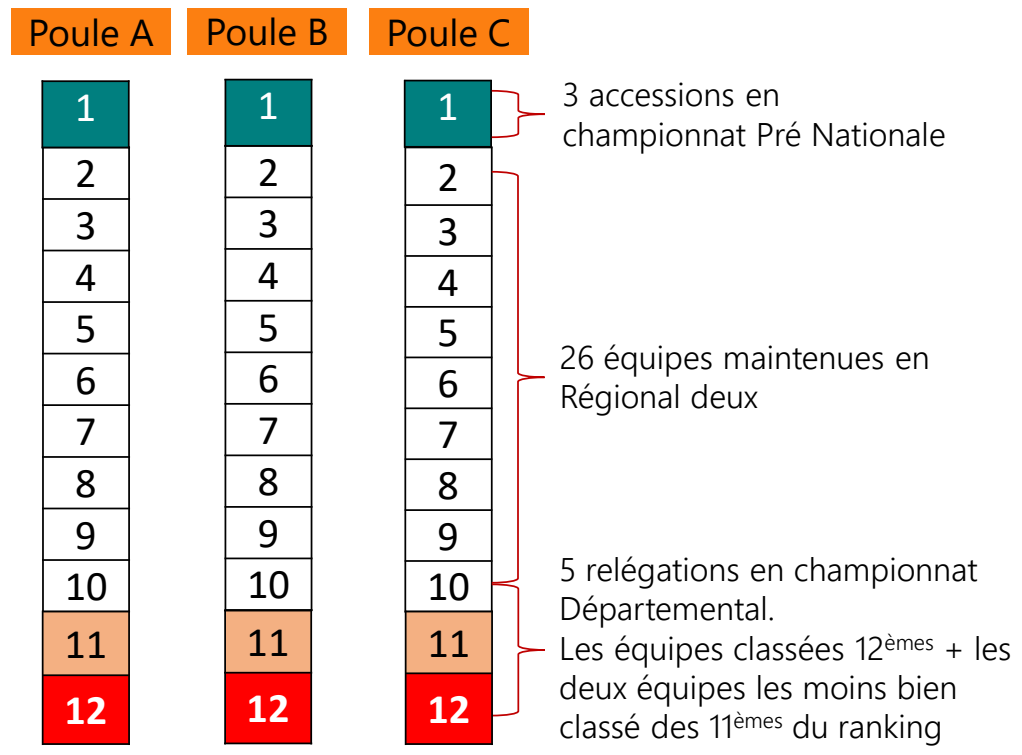 Poule A Poule B Poule C
1 1 1
3 accessions en
championnat Pré Nationale
2 2 2
3 3 3
4 4 4
5 5 5
26 équipes maintenues en
Régional deux
6 6 6
7 7 7
8 8 8
9 9 9
10 10 10
5 relégations en championnat
Départemental.
11 11 11
Les équipes classées 12èmes + les
deux équipes les moins bien
classé des 11èmes du ranking
12 12 12